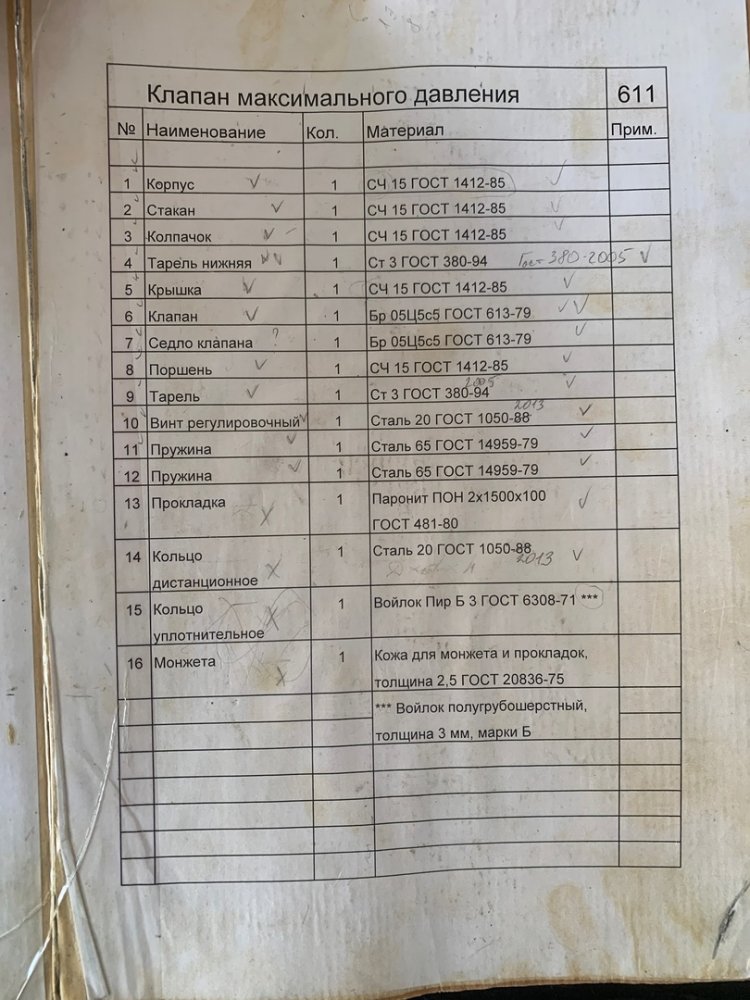 Клапан максимального давления 611
№ Наименование Кол. Материал Прим.
1 Корпус 1 СЧ 15 ГОСТ 1412-85
2 Стакан 1 СЧ 15 ГОСТ 1412-85
3 Колпачок 1 СЧ 15 ГОСТ 1412-85
4 Тарель нижняя 1 Ст 3 ГОСТ 380-94 Гост 380-2005
5 Крышка 1 СЧ 15 ГОСТ 1412-85
6 Клапан 1 Бр 05Ц5с5 ГОСТ 613-79
7 Седло клапана ? 1 Бр 05Ц5с5 ГОСТ 613-79
8 Поршень 1 СЧ 15 ГОСТ 1412-85
9 Тарель 1 Ст 3 ГОСТ 380-94 2005
10 Винт регулировочный 1 Сталь 20 ГОСТ 1050-88 2013
11 Пружина 1 Сталь 65 ГОСТ 14959-79
12 Пружина 1 Сталь 65 ГОСТ 14959-79
13 Прокладка 1 Паронит ПОН 2х1500х100
ГОСТ 481-80
14 Кольцо 1 Сталь 20 ГОСТ 1050-88
дистанционное 2013
15 Кольцо 1 Войлок Пир Б 3 ГОСТ 6308-71 ***
уплотнительное
16 Монжета 1 Кожа для монжета и прокладок,
толщина 2,5 ГОСТ 20836-75
*** Войлок полугрубошерстный,
толщина 3 мм, марки Б